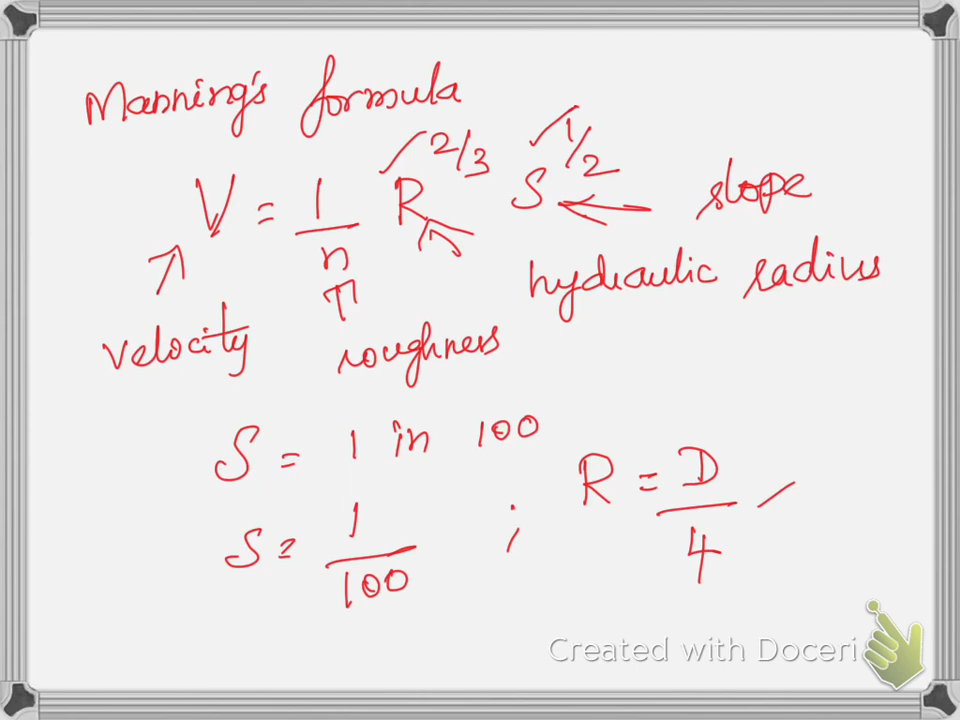 Manning's formula
V = 1/n R^2/3 S^1/2 ← slope
hydraulic radius
velocity roughness
S = 1 in 100
S = 1/100 ; R = D/4
Created with Doceri